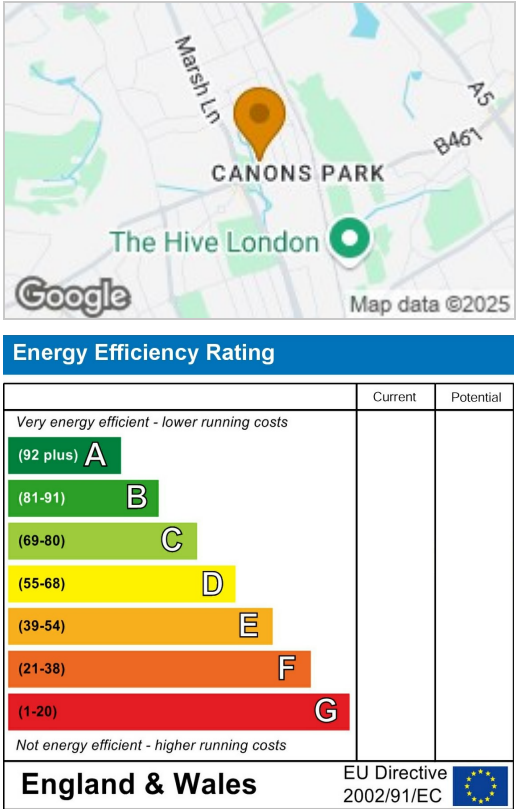 Marsh Ln
A5
B461
CANONS PARK
The Hive London
Google
Map data ©2025
Energy Efficiency Rating
Current Potential
Very energy efficient - lower running costs
(92 plus) A
(81-91) B
(69-80) C
(55-68) D
(39-54) E
(21-38) F
(1-20) G
Not energy efficient - higher running costs
England & Wales
EU Directive
2002/91/EC